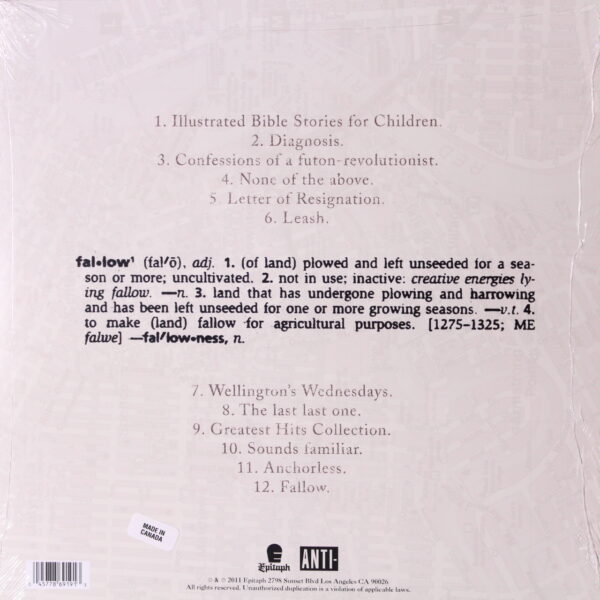 1. Illustrated Bible Stories for Children.
2. Diagnosis.
3. Confessions of a futon-revolutionist.
4. None of the above.
5. Letter of Resignation.
6. Leash.
fal•low¹ (fal′ō), adj. 1. (of land) plowed and left unseeded for a sea-
son or more; uncultivated. 2. not in use; inactive: creative energies ly-
ing fallow. —n. 3. land that has undergone plowing and harrowing
and has been left unseeded for one or more growing seasons. —v.t. 4.
to make (land) fallow for agricultural purposes. [1275-1325; ME
falwe] —fal′low•ness, n.
7. Wellington's Wednesdays.
8. The last last one.
9. Greatest Hits Collection.
10. Sounds familiar.
11. Anchorless.
12. Fallow.
MADE IN
CANADA
Epitaph ANTI-
℗ & © 2011 Epitaph 2798 Sunset Blvd Los Angeles CA 90026
All rights reserved. Unauthorized duplication is a violation of applicable laws.